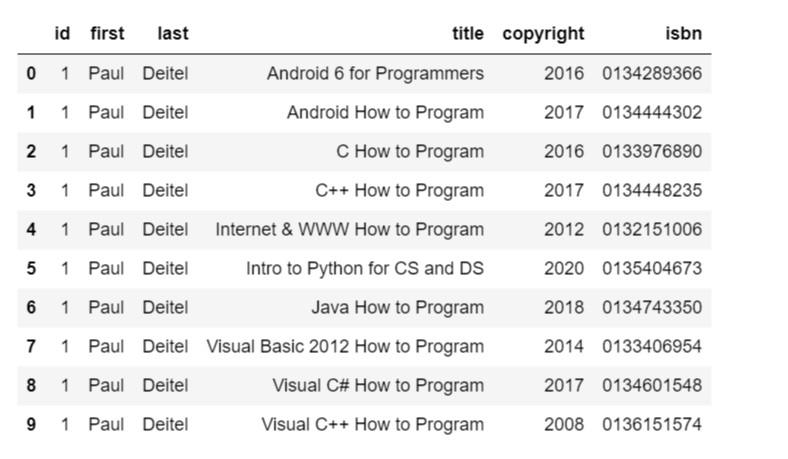 id first last title copyright isbn
0 1 Paul Deitel Android 6 for Programmers 2016 0134289366
1 1 Paul Deitel Android How to Program 2017 0134444302
2 1 Paul Deitel C How to Program 2016 0133976890
3 1 Paul Deitel C++ How to Program 2017 0134448235
4 1 Paul Deitel Internet & WWW How to Program 2012 0132151006
5 1 Paul Deitel Intro to Python for CS and DS 2020 0135404673
6 1 Paul Deitel Java How to Program 2018 0134743350
7 1 Paul Deitel Visual Basic 2012 How to Program 2014 0133406954
8 1 Paul Deitel Visual C# How to Program 2017 0134601548
9 1 Paul Deitel Visual C++ How to Program 2008 0136151574